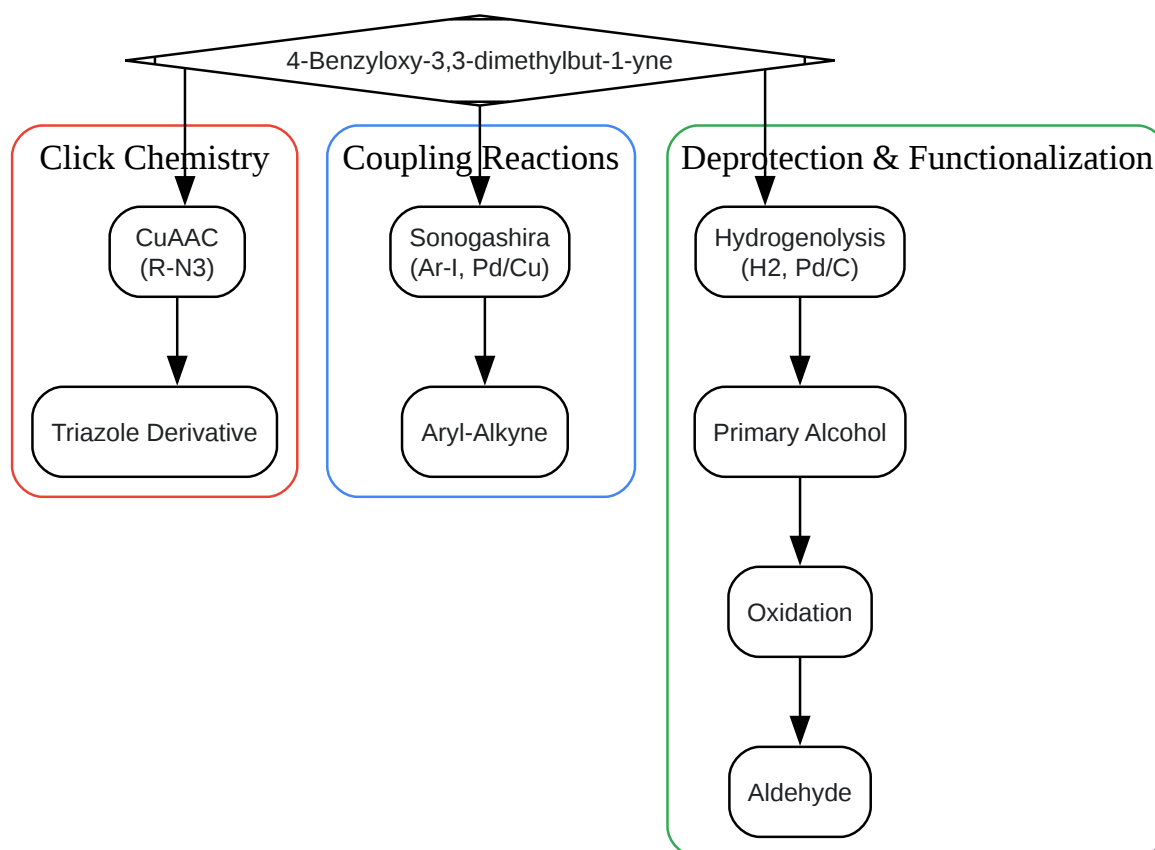 4-Benzyloxy-3,3-dimethylbut-1-yne
Click Chemistry
Coupling Reactions
Deprotection & Functionalization
CuAAC
(R-N3)
Sonogashira
(Ar-I, Pd/Cu)
Hydrogenolysis
(H2, Pd/C)
Triazole Derivative
Aryl-Alkyne
Primary Alcohol
Oxidation
Aldehyde